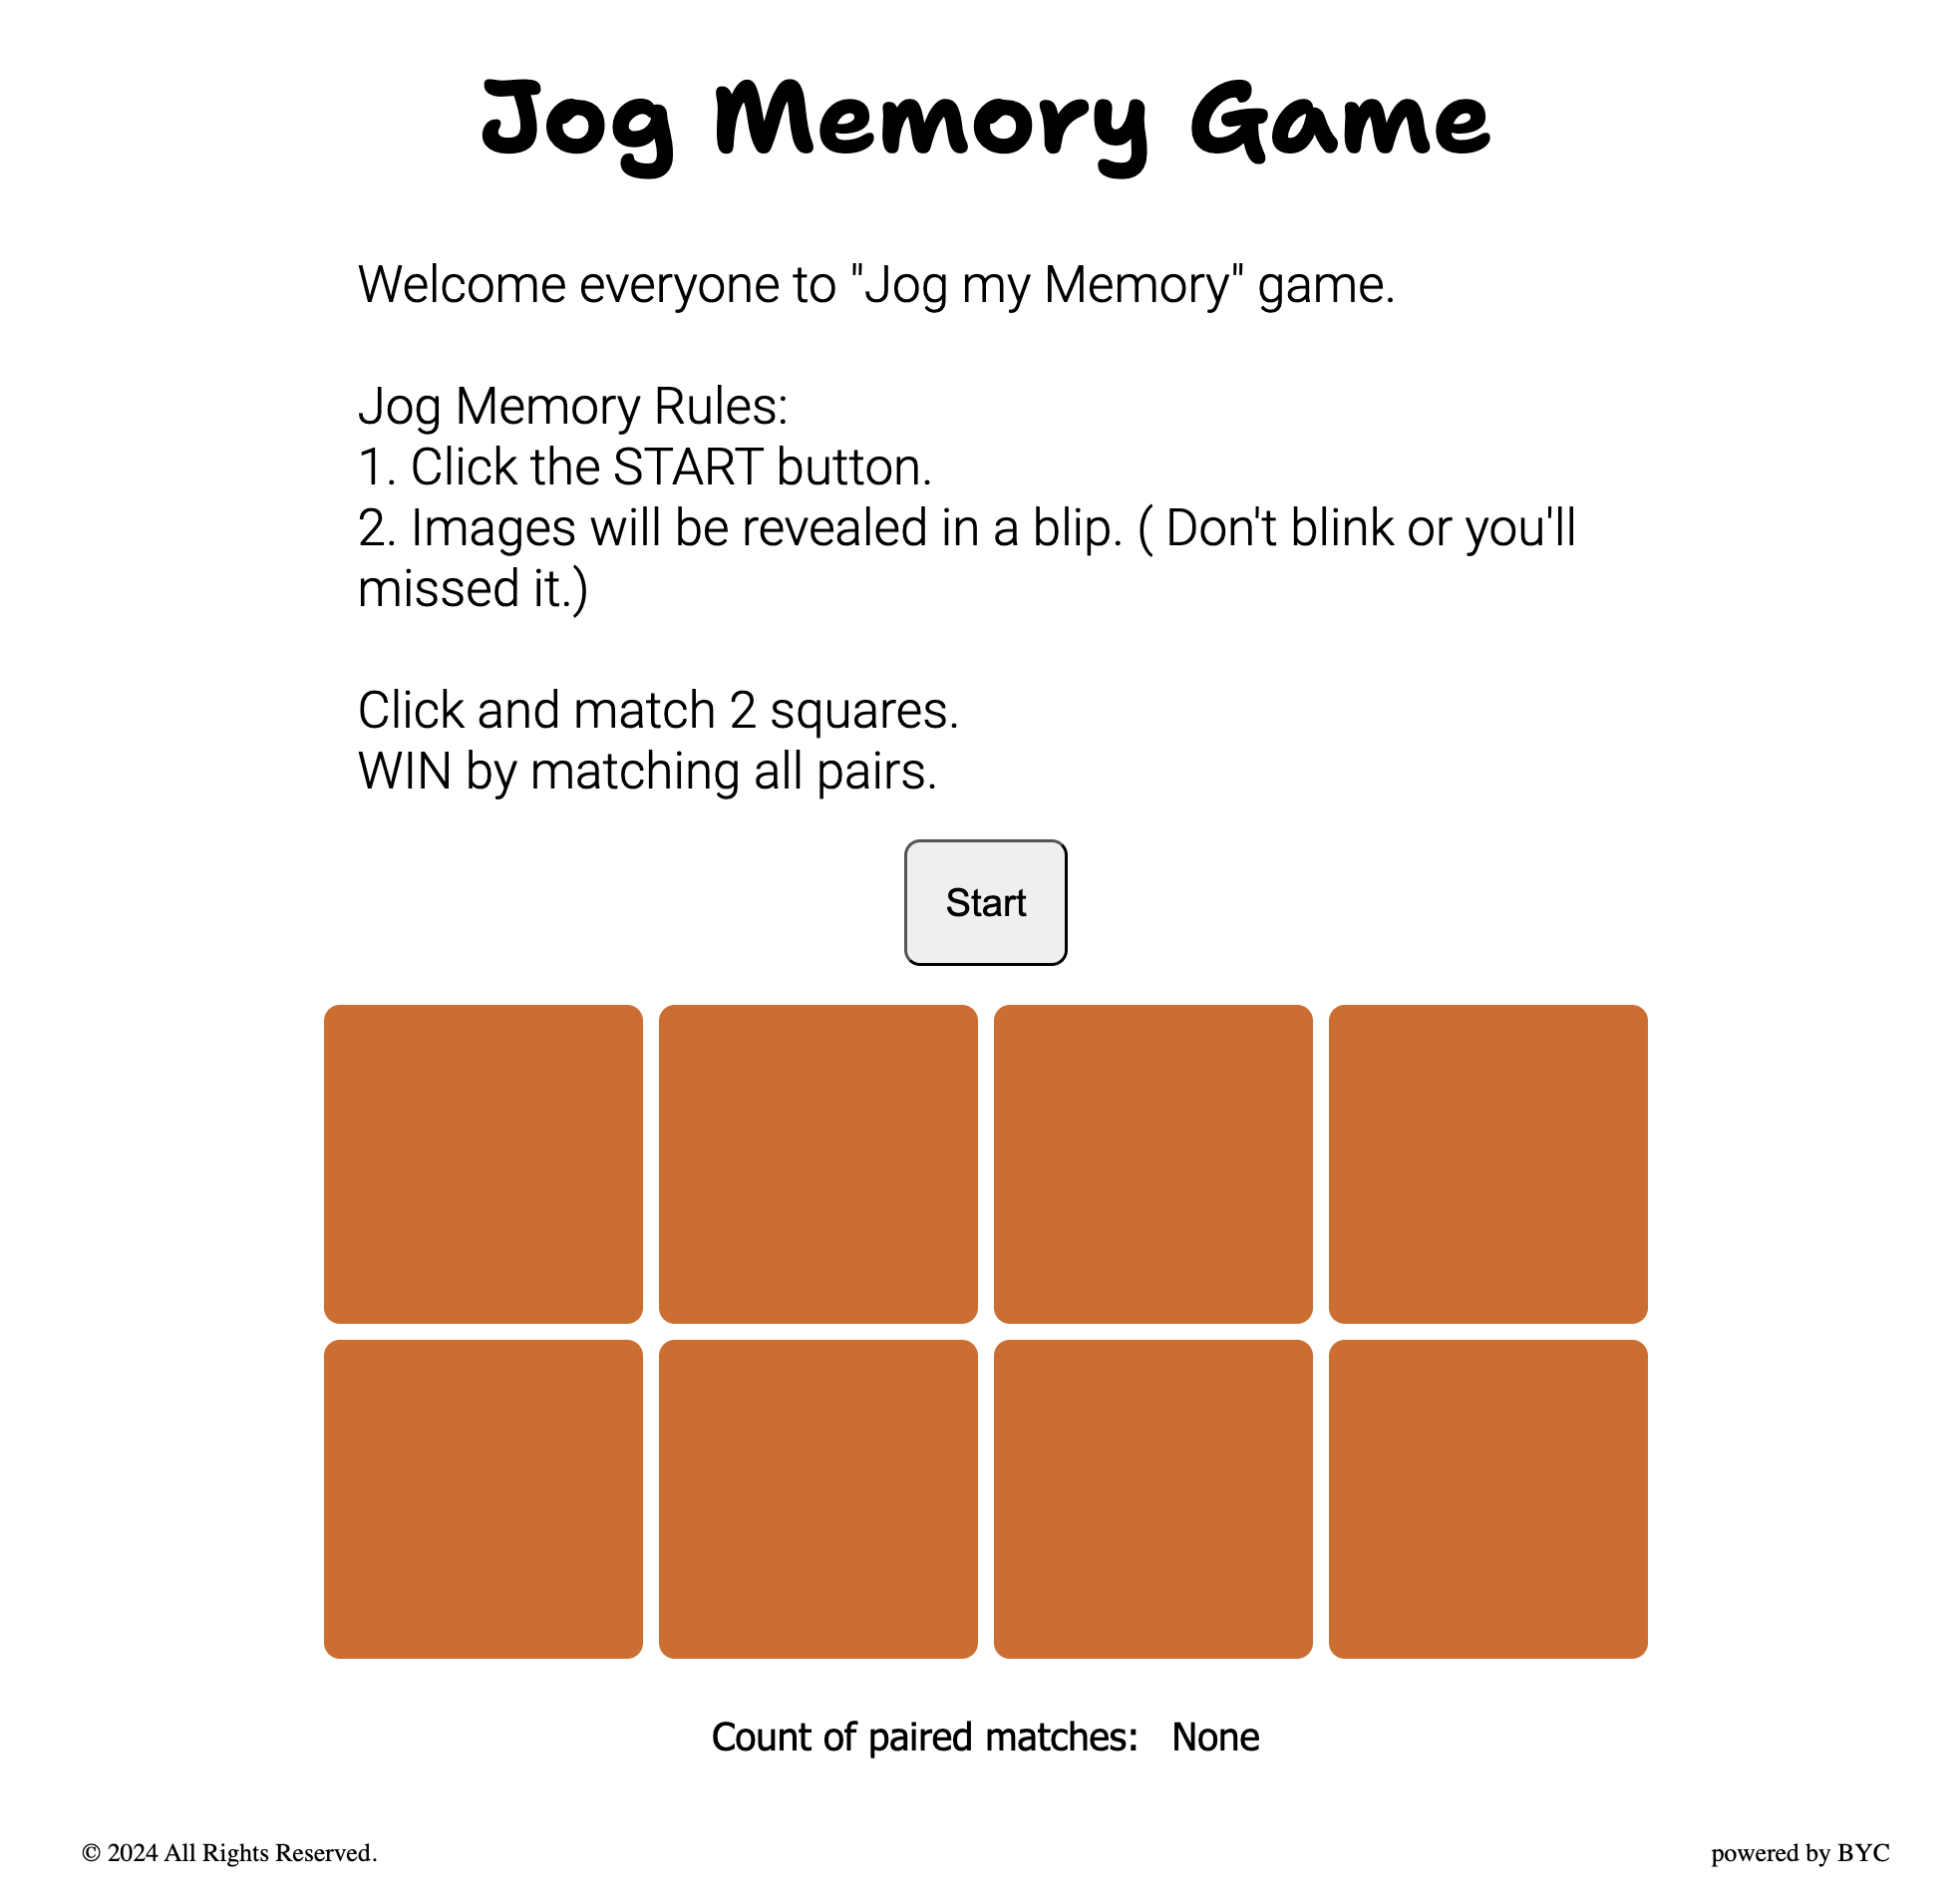 Jog Memory Game
Welcome everyone to "Jog my Memory" game.
Jog Memory Rules:
1. Click the START button.
2. Images will be revealed in a blip. ( Don't blink or you'll
missed it.)
Click and match 2 squares.
WIN by matching all pairs.
Start
Count of paired matches: None
© 2024 All Rights Reserved.
powered by BYC